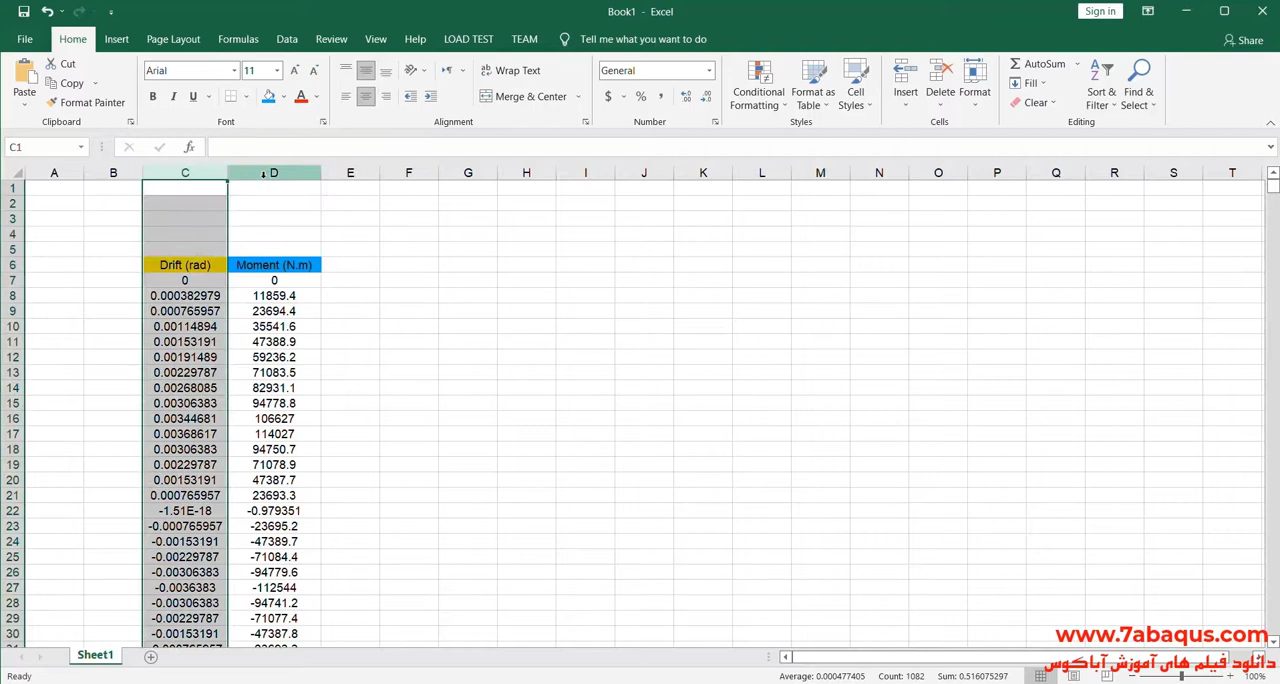 Book1 - Excel
Sign in
File Home Insert Page Layout Formulas Data Review View Help LOAD TEST TEAM Tell me what you want to do Share
Paste
Cut
Copy
Format Painter
Clipboard
Arial 11
B I U
Font
Wrap Text
Merge & Center
Alignment
General
$ % ,
Number
Conditional Formatting
Format as Table
Cell Styles
Styles
Insert Delete Format
Cells
AutoSum
Fill
Clear
Sort & Filter
Find & Select
Editing
C1
fx
A B C D E F G H I J K L M N O P Q R S T
1
2
3
4
5
6 Drift (rad) Moment (N.m)
7 0 0
8 0.000382979 11859.4
9 0.000765957 23694.4
10 0.00114894 35541.6
11 0.00153191 47388.9
12 0.00191489 59236.2
13 0.00229787 71083.5
14 0.00268085 82931.1
15 0.00306383 94778.8
16 0.00344681 106627
17 0.00368617 114027
18 0.00306383 94750.7
19 0.00229787 71078.9
20 0.00153191 47387.7
21 0.000765957 23693.3
22 -1.51E-18 -0.979351
23 -0.000765957 -23695.2
24 -0.00153191 -47389.7
25 -0.00229787 -71084.4
26 -0.00306383 -94779.6
27 -0.0036383 -112544
28 -0.00306383 -94741.2
29 -0.00229787 -71077.4
30 -0.00153191 -47387.8
www.7abaqus.com
دانلود فیلم های آموزش آباکوس
Sheet1
Ready
Average: 0.000477405 Count: 1082 Sum: 0.516075297
100%